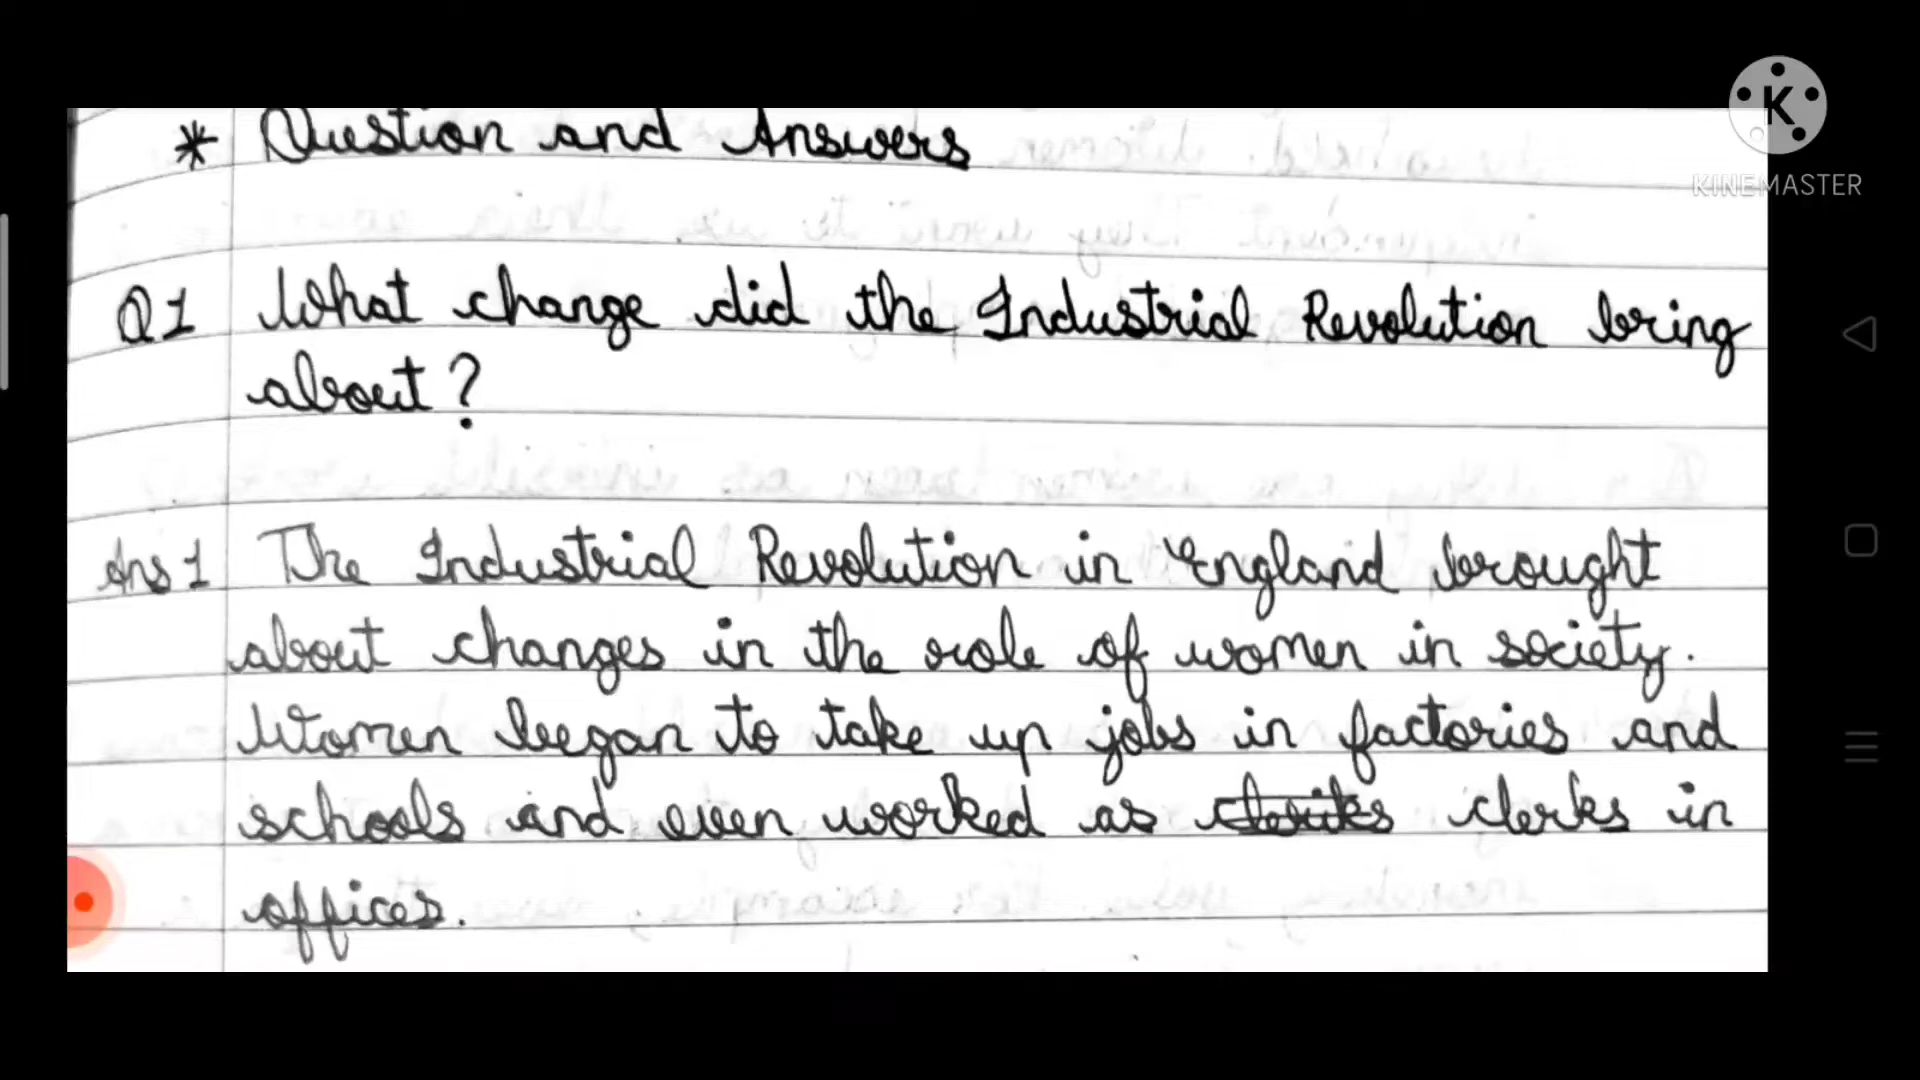 * Question and Answers
K
KINEMASTER
Q1 What change did the Industrial Revolution bring
about?
Ans 1 The Industrial Revolution in England brought
about changes in the role of women in society.
Women began to take up jobs in factories and
schools and even worked as clerks in
offices.